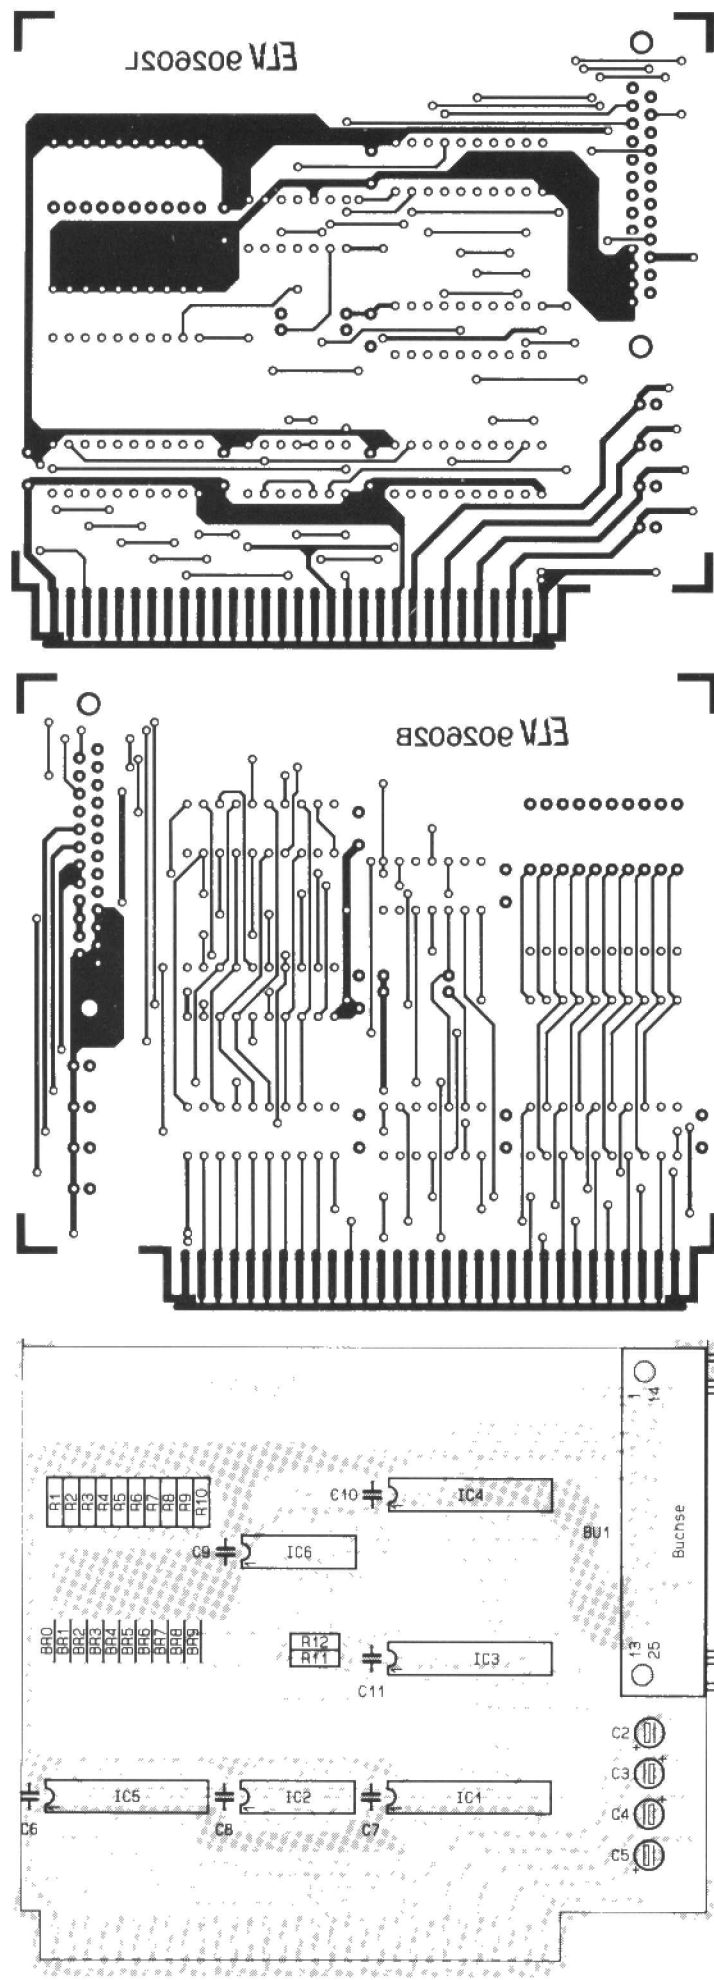 ELV 902602L
ELV 902602B
1
14
R1
R2
R3
R4
R5
R6
R7
R8
R9
R10
C10
IC4
BU1
Buchse
C9
IC6
BR0
BR1
BR2
BR3
BR4
BR5
BR6
BR7
BR8
BR9
R12
R11
C11
IC3
13
25
C2
+
C3
+
C4
+
C5
+
C6
IC5
C8
IC2
C7
IC1